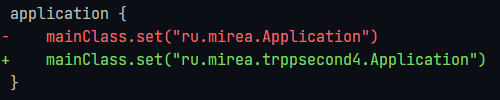 application {
-    mainClass.set("ru.mirea.Application")
+    mainClass.set("ru.mirea.trppsecond4.Application")
}